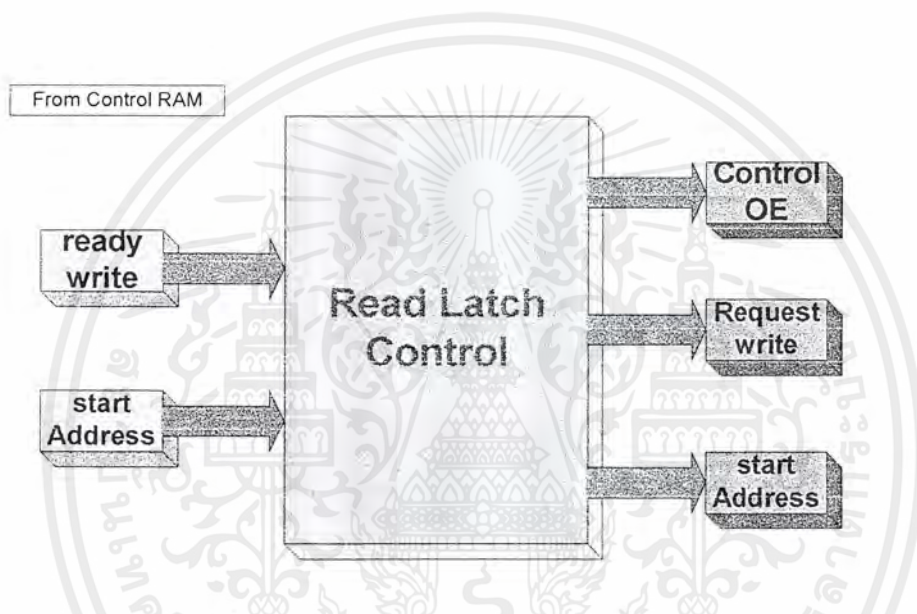 From Control RAM
ready
write
start
Address
Read Latch
Control
Control
OE
Request
write
start
Address